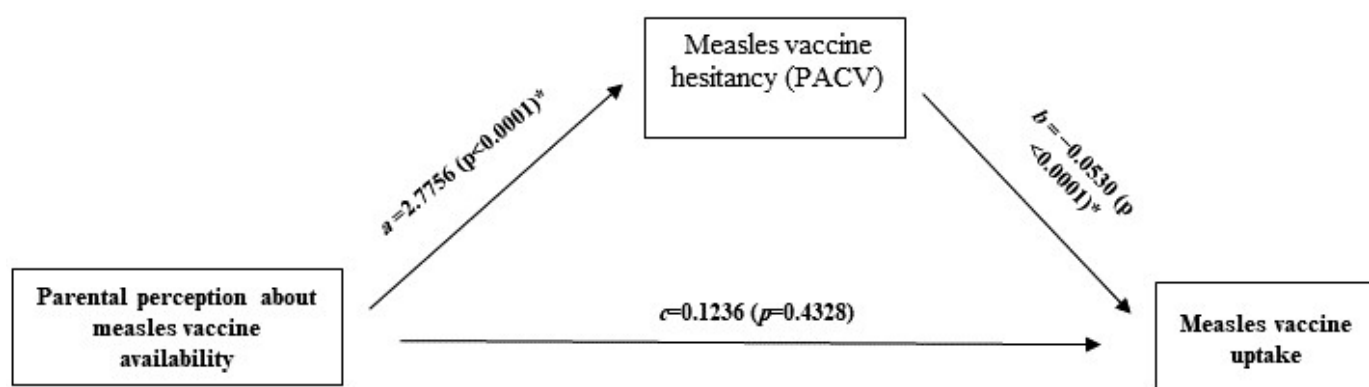 Measles vaccine
hesitancy (PACV)
a =2.7756 (p<0.0001)*
b = −0.0530 (p
<0.0001)*
Parental perception about
measles vaccine
availability
c=0.1236 (p=0.4328)
Measles vaccine
uptake